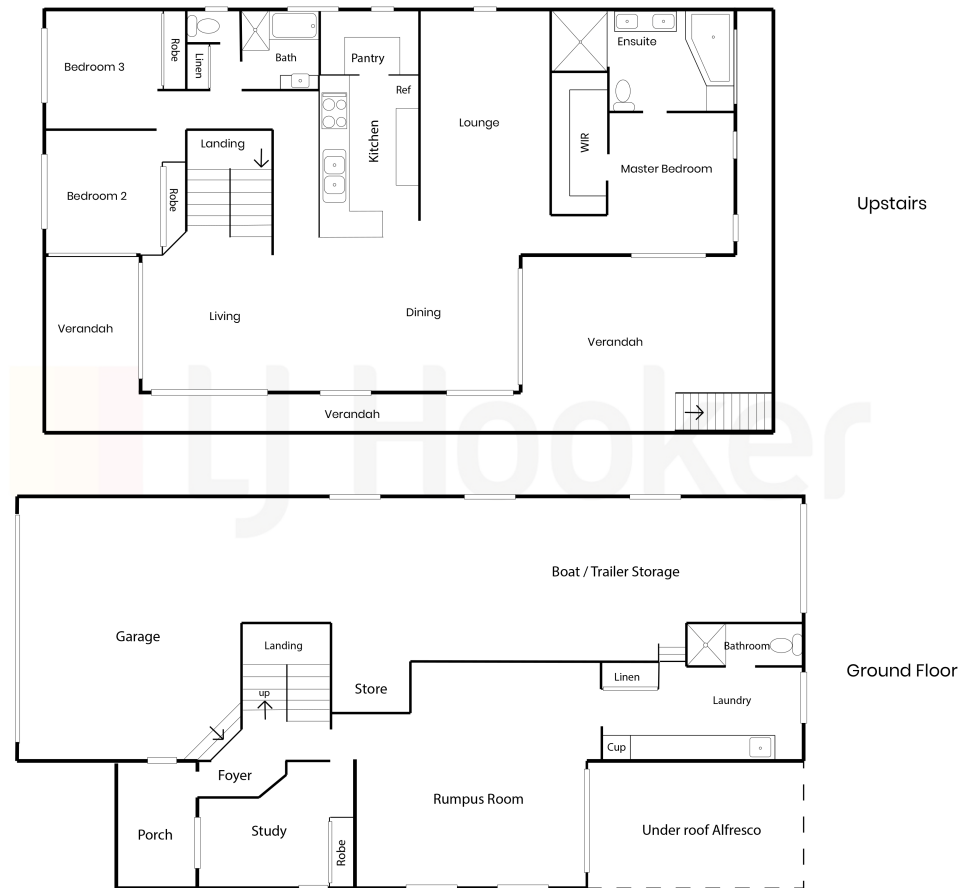 Bedroom 3
Robe
Linen
Bath
Pantry
Ref
Kitchen
Lounge
Ensuite
WIR
Master Bedroom
Landing
Bedroom 2
Robe
Upstairs
Verandah
Living
Dining
Verandah
Verandah
LJ Hooker
Boat / Trailer Storage
Garage
Landing
up
Store
Bathroom
Linen
Laundry
Ground Floor
Cup
Foyer
Rumpus Room
Porch
Study
Robe
Under roof Alfresco